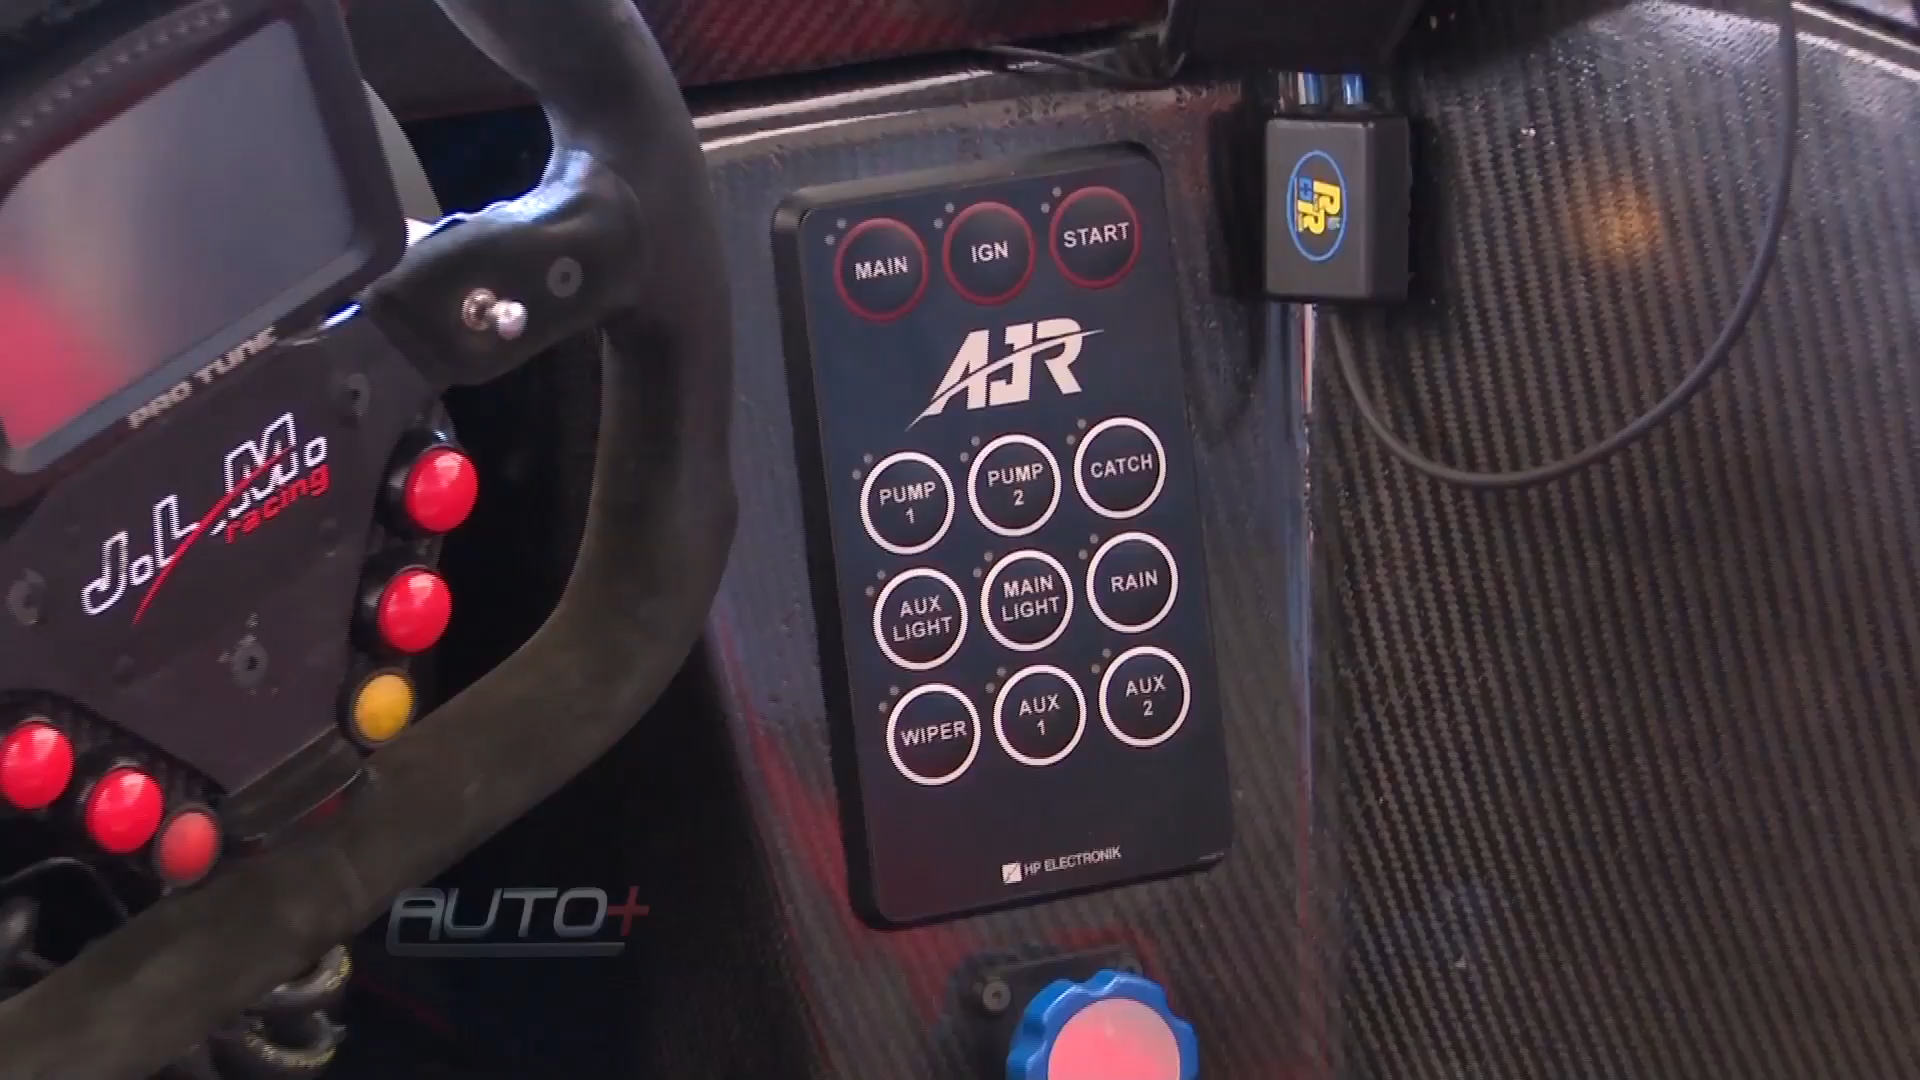 MAIN IGN START
AJR
PUMP 1
PUMP 2
CATCH
AUX LIGHT
MAIN LIGHT
RAIN
WIPER
AUX 1
AUX 2
HP ELECTRONIK
PRO TUNE
J.L.M.
racing
AUTO+